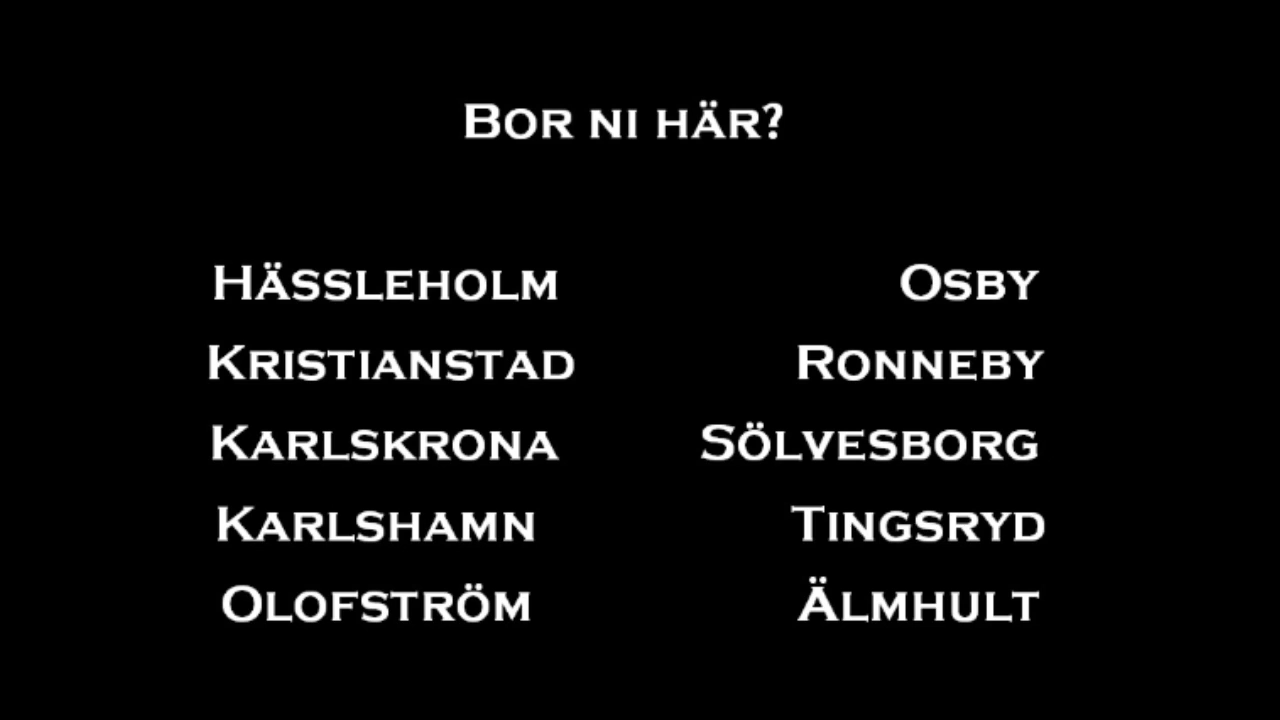 Bor ni här?
Hässleholm Osby
Kristianstad Ronneby
Karlskrona Sölvesborg
Karlshamn Tingsryd
Olofström Älmhult